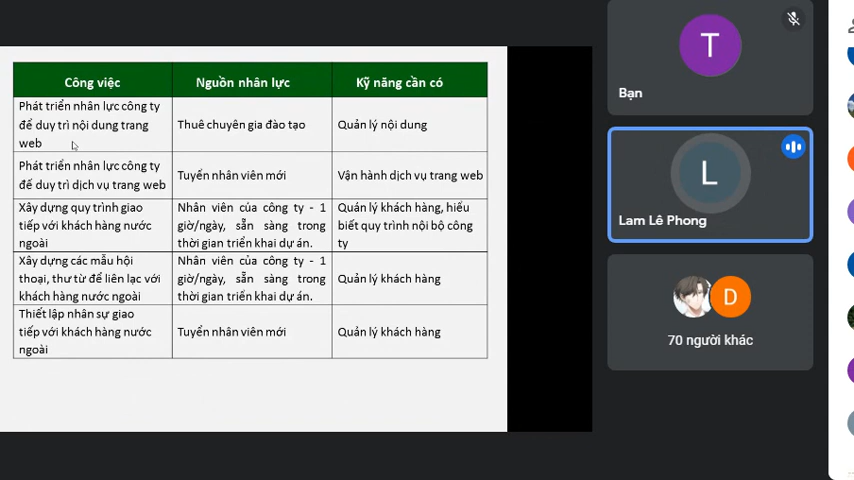 Công việc
Nguồn nhân lực
Kỹ năng cần có
Phát triển nhân lực công ty
để duy trì nội dung trang
web
Thuê chuyên gia đào tạo
Quản lý nội dung
Phát triển nhân lực công ty
để duy trì dịch vụ trang web
Tuyển nhân viên mới
Vận hành dịch vụ trang web
Xây dựng quy trình giao
tiếp với khách hàng nước
ngoài
Nhân viên của công ty - 1
giờ/ngày, sẵn sàng trong
thời gian triển khai dự án.
Quản lý khách hàng, hiểu
biết quy trình nội bộ công
ty
Xây dựng các mẫu hội
thoại, thư từ để liên lạc với
khách hàng nước ngoài
Nhân viên của công ty - 1
giờ/ngày, sẵn sàng trong
thời gian triển khai dự án.
Quản lý khách hàng
Thiết lập nhân sự giao
tiếp với khách hàng nước
ngoài
Tuyển nhân viên mới
Quản lý khách hàng
T
Bạn
L
Lam Lê Phong
D
70 người khác